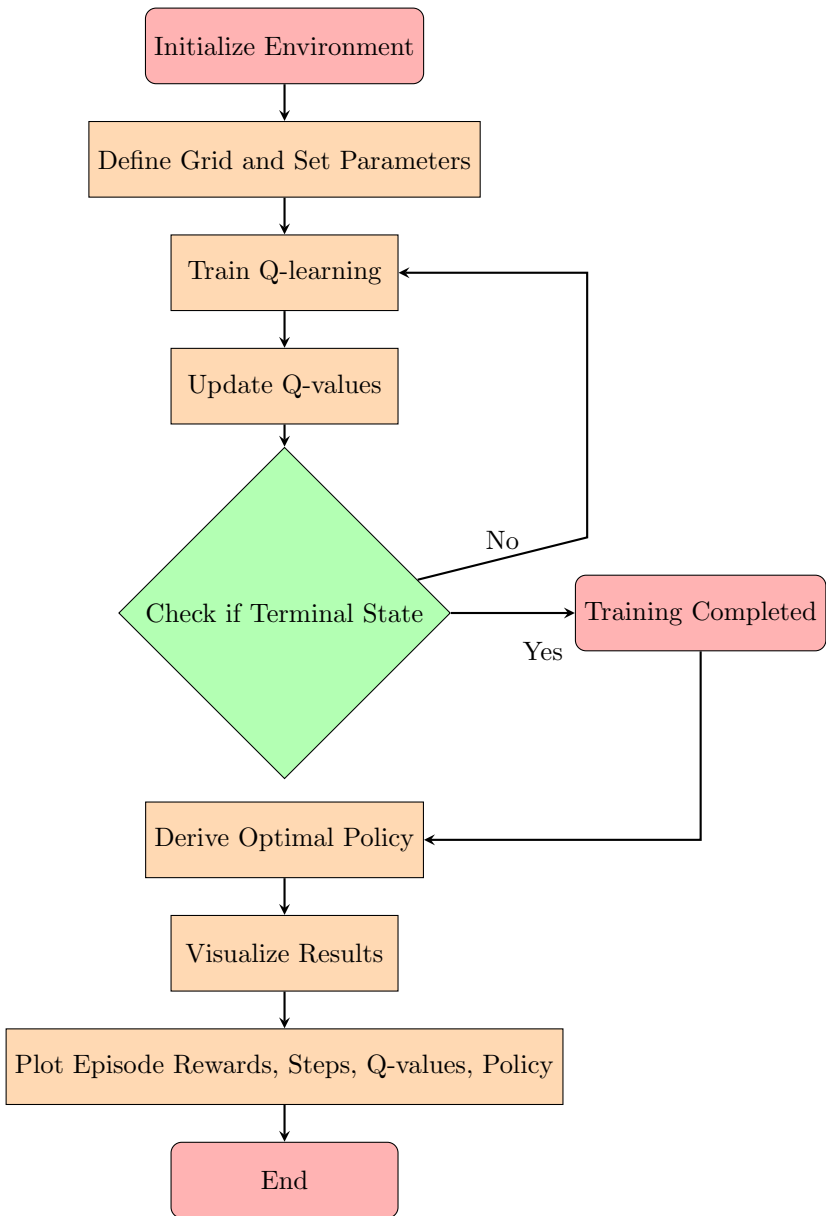 Initialize Environment
Define Grid and Set Parameters
Train Q-learning
Update Q-values
No
Check if Terminal State
Training Completed
Yes
Derive Optimal Policy
Visualize Results
Plot Episode Rewards, Steps, Q-values, Policy
End